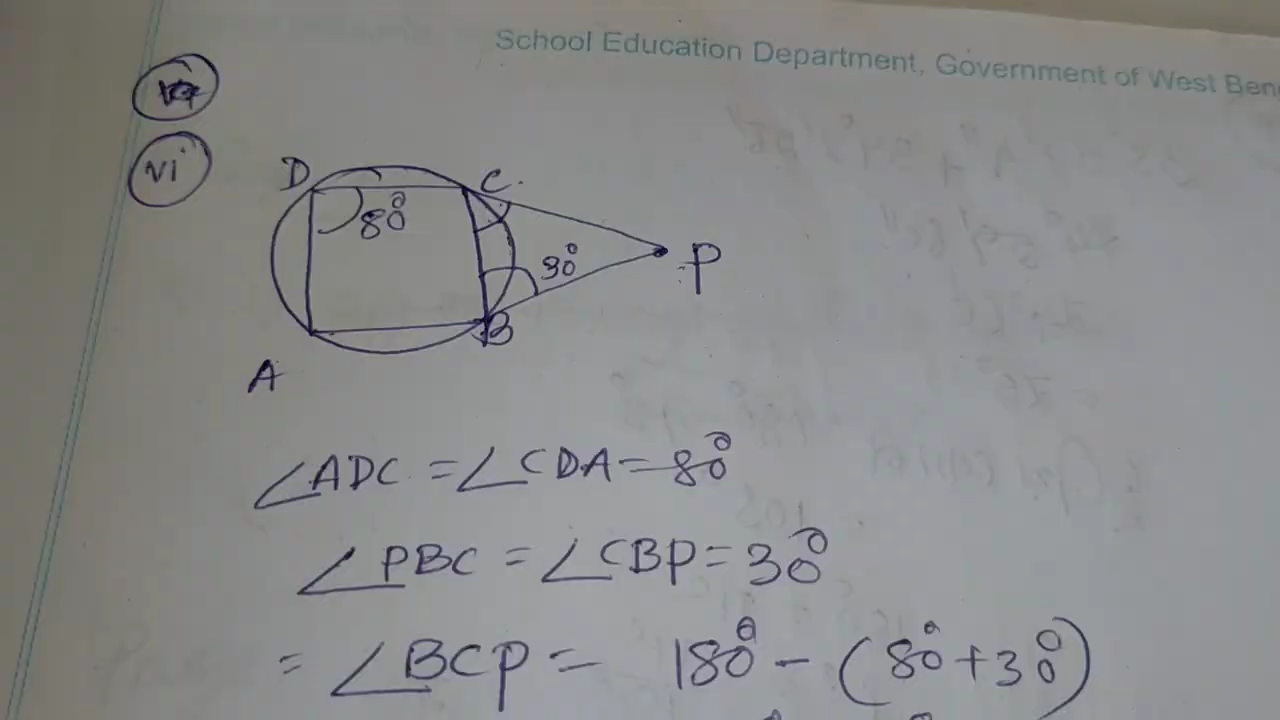 School Education Department, Government of West Ben
vi
D C.
80°
30° P
B
A
∠ADC = ∠CDA = 80°
∠PBC = ∠CBP = 30°
= ∠BCP = 180° - (80° + 30°)